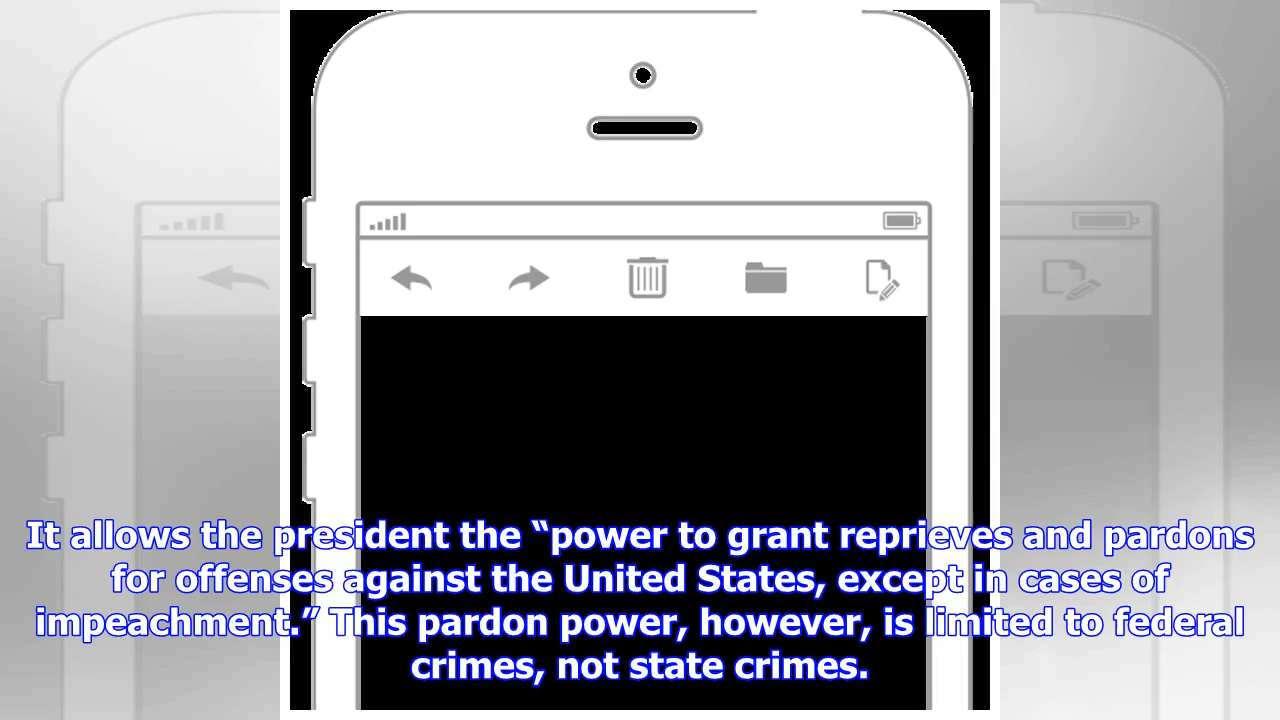 It allows the president the “power to grant reprieves and pardons
for offenses against the United States, except in cases of
impeachment.” This pardon power, however, is limited to federal
crimes, not state crimes.